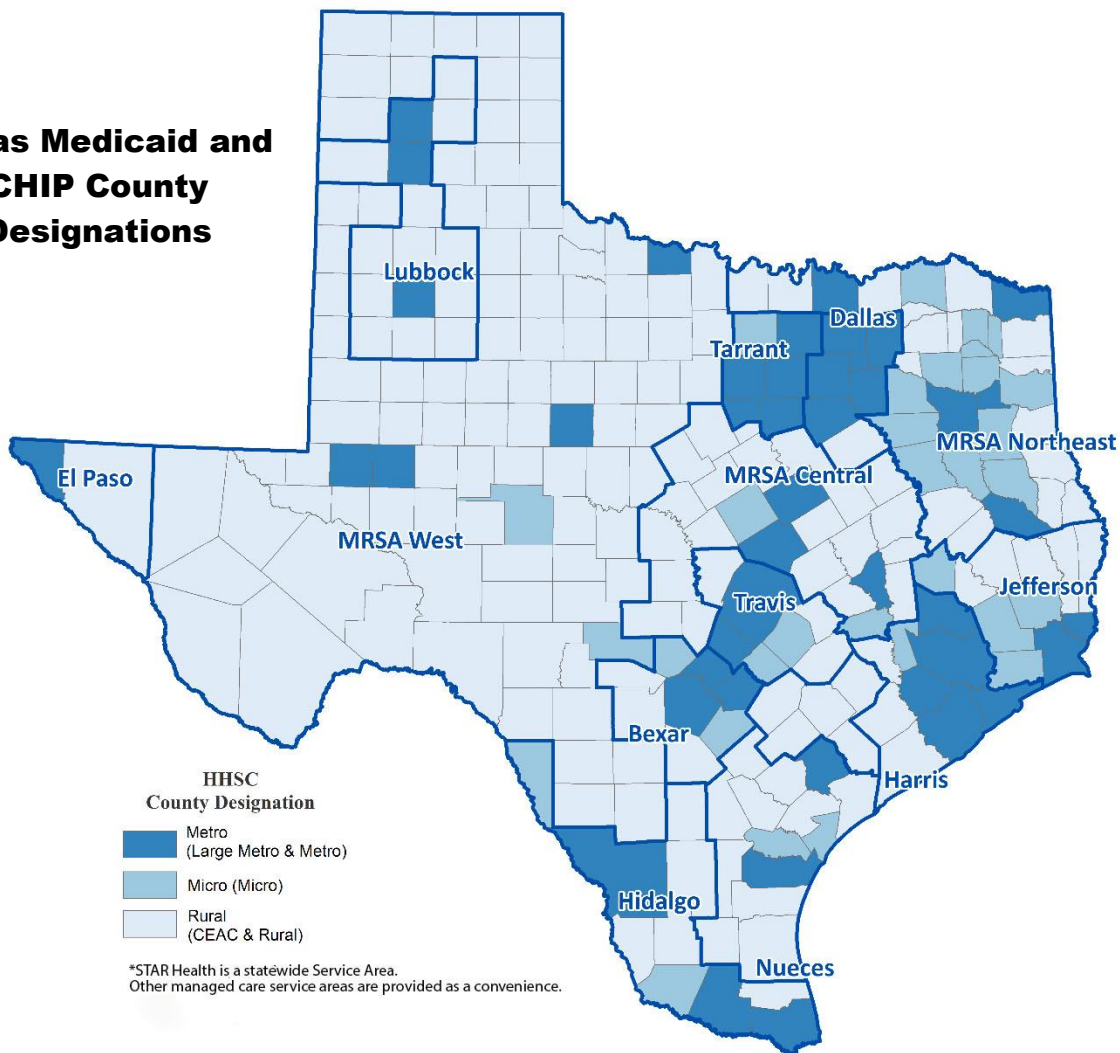 as Medicaid and
CHIP County
Designations
Lubbock
Dallas
Tarrant
MRSA Northeast
El Paso
MRSA Central
MRSA West
Jefferson
Travis
Bexar
Harris
Hidalgo
Nueces
HHSC
County Designation
Metro
(Large Metro & Metro)
Micro (Micro)
Rural
(CEAC & Rural)
*STAR Health is a statewide Service Area.
Other managed care service areas are provided as a convenience.